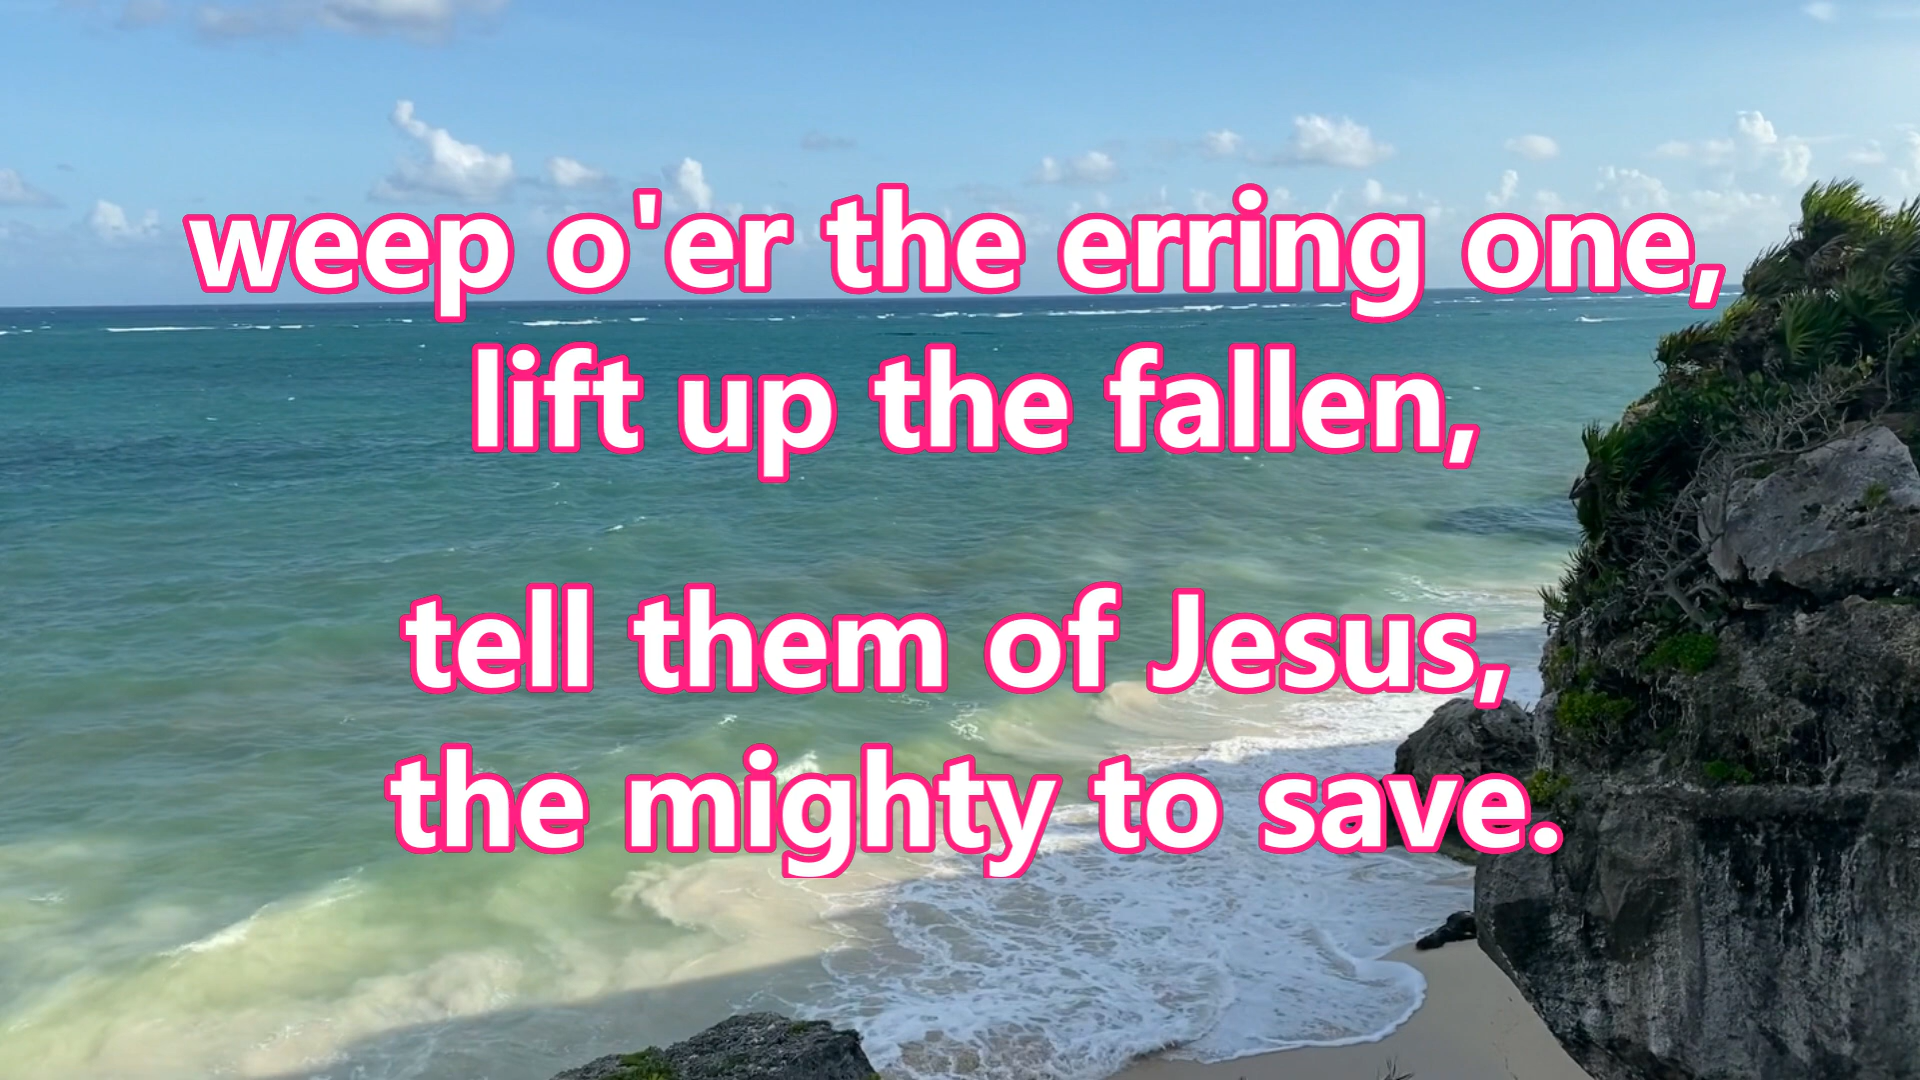 weep o'er the erring one,
lift up the fallen,
tell them of Jesus,
the mighty to save.